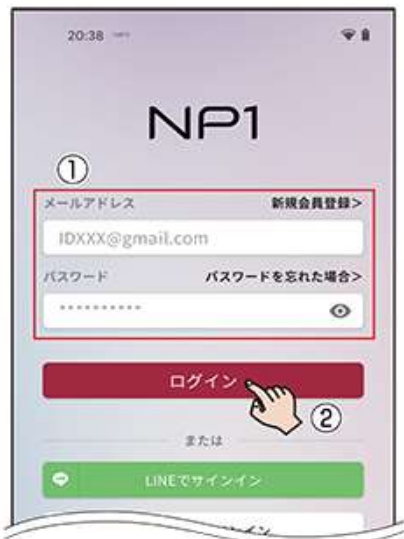 20:38
NP1
①
メールアドレス 新規会員登録>
IDXXX@gmail.com
パスワード パスワードを忘れた場合>
**********
ログイン
②
または
LINEでサインイン